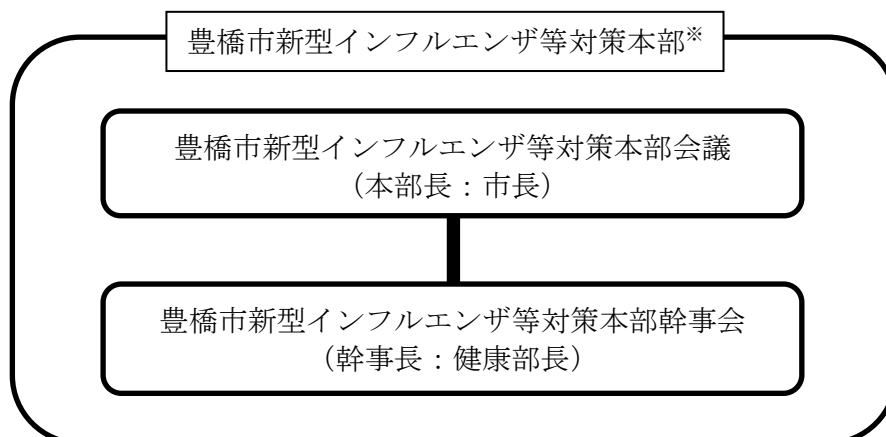 豊橋市新型インフルエンザ等対策本部※
豊橋市新型インフルエンザ等対策本部会議
（本部長：市長）
豊橋市新型インフルエンザ等対策本部幹事会
（幹事長：健康部長）